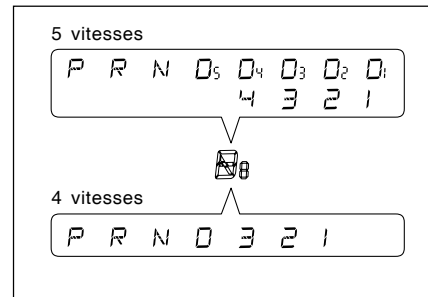 5 vitesses
P R N D5 D4 D3 D2 D1
4 3 2 1
4 vitesses
P R N D 3 2 1